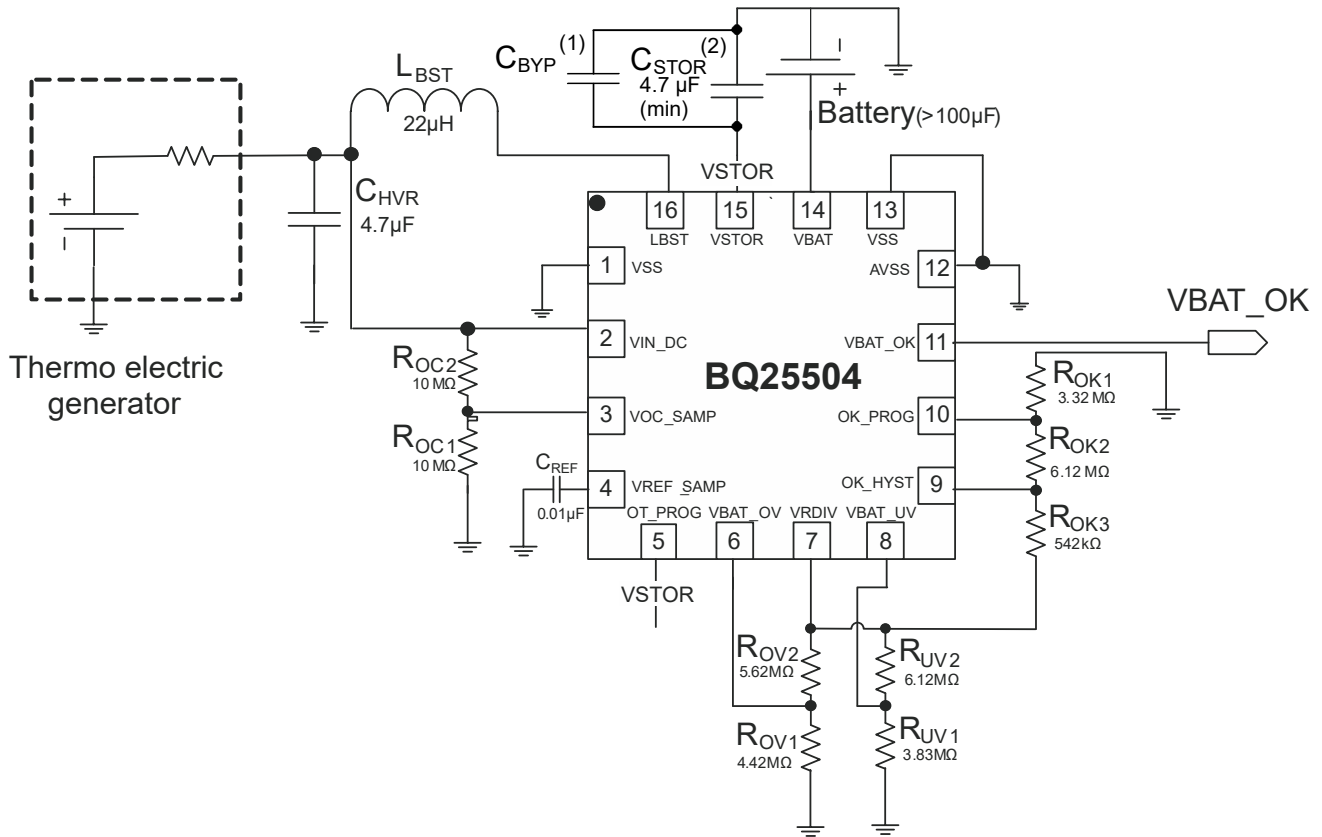 (1)
(2)
CBYP
CSTOR
4.7 µF
(min)
LBST
22µH
–
+
Battery(>100µF)
+
–
CHVR
4.7µF
VSTOR
16
15
14
13
LBST
VSTOR
VBAT
VSS
1
VSS
AVSS
12
VBAT_OK
2
VIN_DC
VBAT_OK
11
Thermo electric
generator
ROC2
10 MΩ
BQ25504
ROK1
3.32 MΩ
3
VOC_SAMP
OK_PROG
10
ROC1
10 MΩ
ROK2
6.12 MΩ
CREF
0.01µF
4
VREF_SAMP
OK_HYST
9
OT_PROG
VBAT_OV
VRDIV
VBAT_UV
ROK3
542kΩ
5
6
7
8
VSTOR
ROV2
5.62MΩ
RUV2
6.12MΩ
ROV1
4.42MΩ
RUV1
3.83MΩ